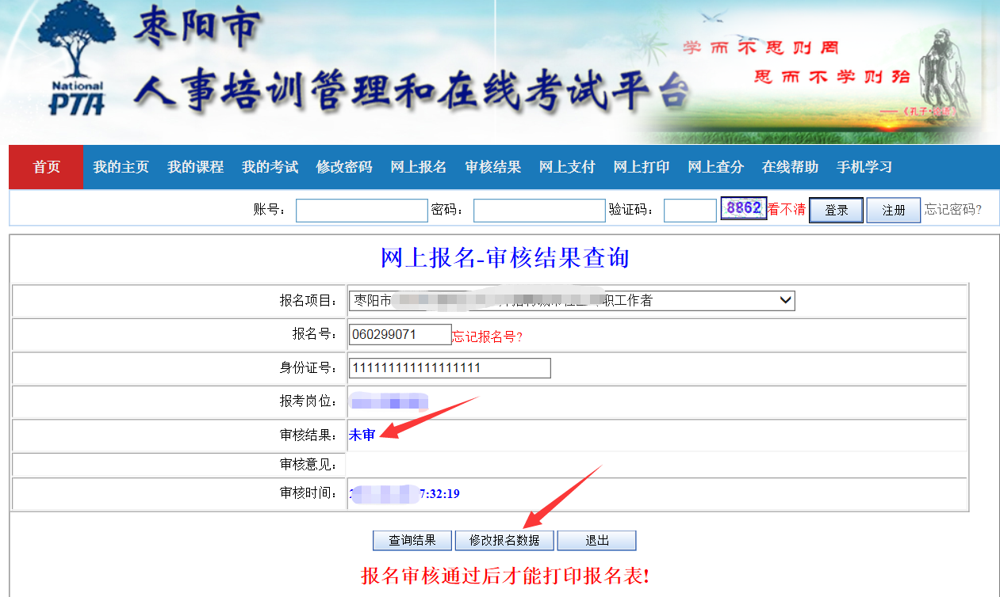 National
PTA
枣阳市
人事培训管理和在线考试平台
学而不思则罔
思而不学则殆
——《孔子·论语》
首页 我的主页 我的课程 我的考试 修改密码 网上报名 审核结果 网上支付 网上打印 网上查分 在线帮助 手机学习
账号: 密码: 验证码: 8862 看不清 登录 注册 忘记密码?
网上报名-审核结果查询
报名项目: 枣阳市 职工作者
报名号: 060299071 忘记报名号?
身份证号: 111111111111111111
报考岗位:
审核结果: 未审
审核意见:
审核时间: 7:32:19
查询结果 修改报名数据 退出
报名审核通过后才能打印报名表!